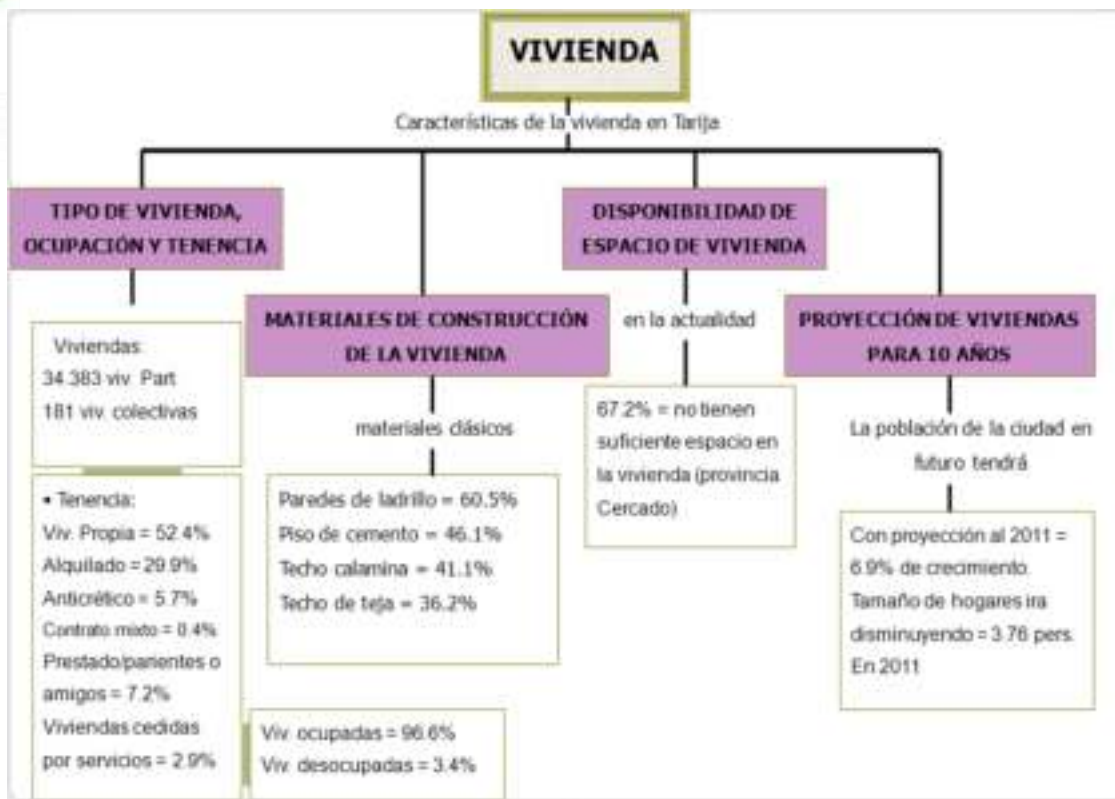 VIVIENDA
Características de la vivienda en Tarija
TIPO DE VIVIENDA,
OCUPACIÓN Y TENENCIA
Viviendas:
34.383 viv. Part
181 viv. colectivas
• Tenencia:
Viv. Propia = 52.4%
Alquilado = 29.9%
Anticrético = 5.7%
Contrato mixto = 0.4%
Prestado/parientes o
amigos = 7.2%
Viviendas cedidas
por servicios = 2.9%
Viv. ocupadas = 96.6%
Viv. desocupadas = 3.4%
MATERIALES DE CONSTRUCCIÓN
DE LA VIVIENDA
materiales clásicos
Paredes de ladrillo = 60.5%
Piso de cemento = 46.1%
Techo calamina = 41.1%
Techo de teja = 36.2%
DISPONIBILIDAD DE
ESPACIO DE VIVIENDA
en la actualidad
67.2% = no tienen
suficiente espacio en
la vivienda (provincia
Cercado)
PROYECCIÓN DE VIVIENDAS
PARA 10 AÑOS
La población de la ciudad en
futuro tendrá
Con proyección al 2011 =
6.9% de crecimiento.
Tamaño de hogares ira
disminuyendo = 3.76 pers.
En 2011